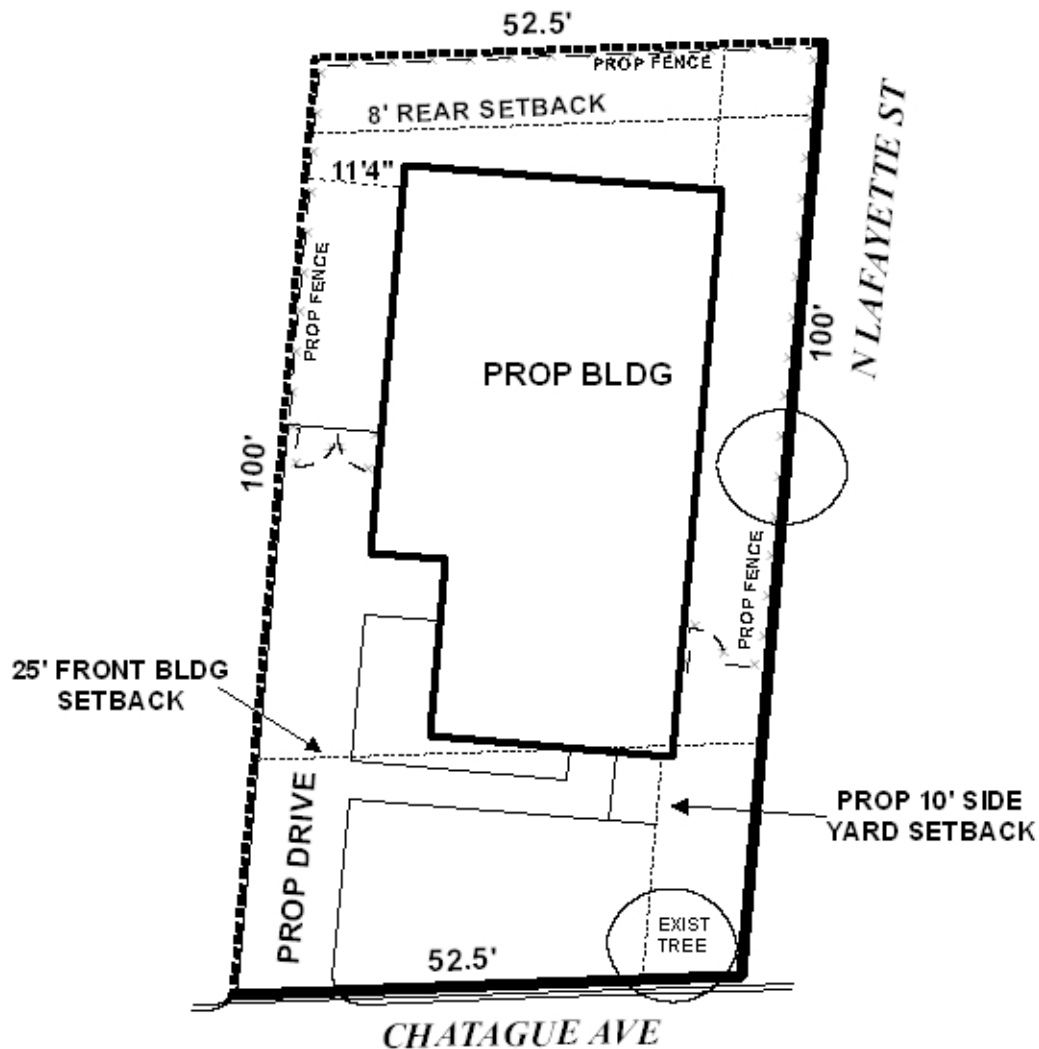 52.5'
PROP FENCE
8' REAR SETBACK
11'4"
N LAFAYETTE ST
PROP FENCE
100'
PROP BLDG
100'
PROP FENCE
25' FRONT BLDG
SETBACK
PROP DRIVE
PROP 10' SIDE
YARD SETBACK
EXIST
TREE
52.5'
CHATAGUE AVE